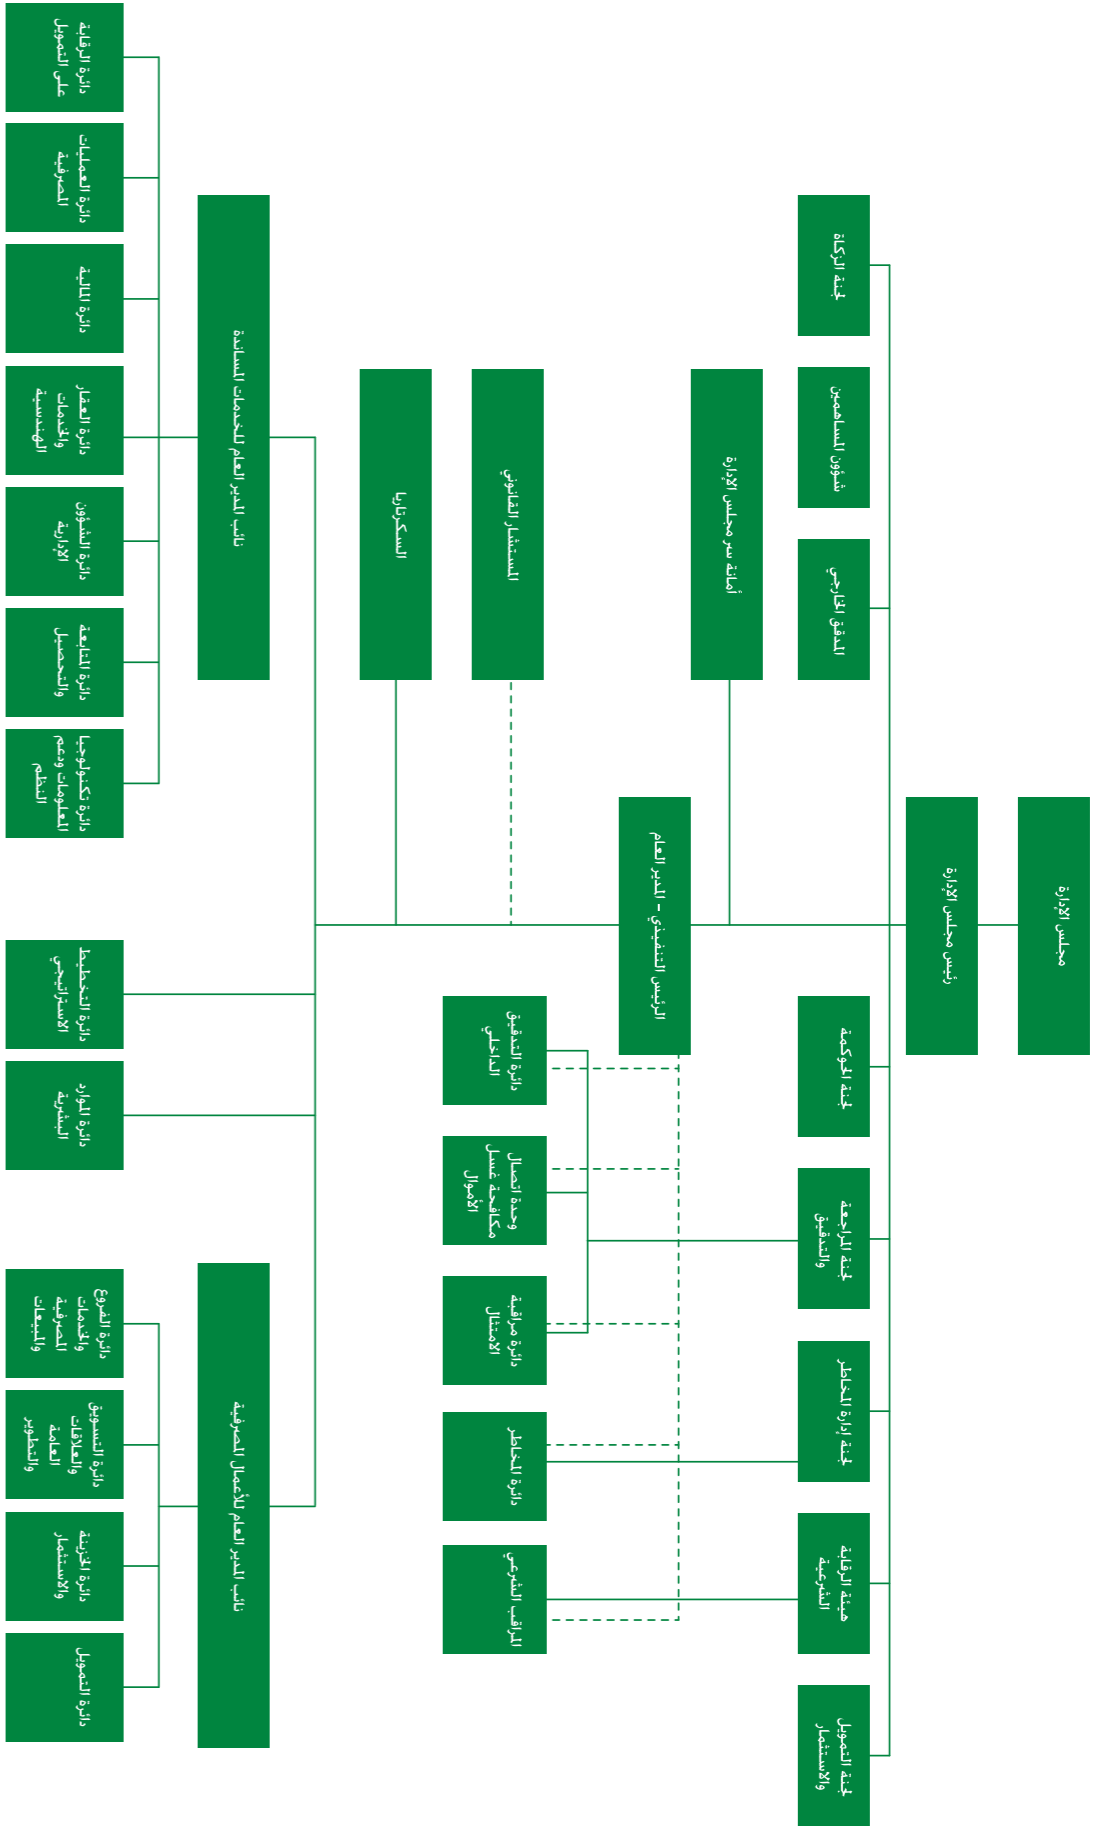 مجلس الإدارة
رئيس مجلس الإدارة
لجنة التمويل
والاستثمار
هيئة الرقابة
الشرعية
لجنة إدارة المخاطر
لجنة المراجعة
والتدقيق
لجنة الحوكمة
المدقق الخارجي
شؤون المساهمين
لجنة الزكاة
أمانة سر مجلس الإدارة
الرئيس التنفيذي - المدير العام
المراقب الشرعي
دائرة المخاطر
دائرة مراقبة
الامتثال
وحدة اتصال
مكافحة غسل
الأموال
دائرة التدقيق
الداخلي
المستشار القانوني
السكرتاريا
نائب المدير العام للأعمال المصرفية
نائب المدير العام للخدمات المساندة
دائرة التمويل
دائرة الخزينة
والاستثمار
دائرة التسويق
والعلاقات
العامة
والتطوير
دائرة الفروع
والخدمات
المصرفية
والمبيعات
دائرة الموارد
البشرية
دائرة التخطيط
الاستراتيجي
دائرة تكنولوجيا
المعلومات ودعم
النظم
دائرة المتابعة
والتحصيل
دائرة الشؤون
الإدارية
دائرة العقار
والخدمات
الهندسية
دائرة المالية
دائرة العمليات
المصرفية
دائرة الرقابة
على التمويل